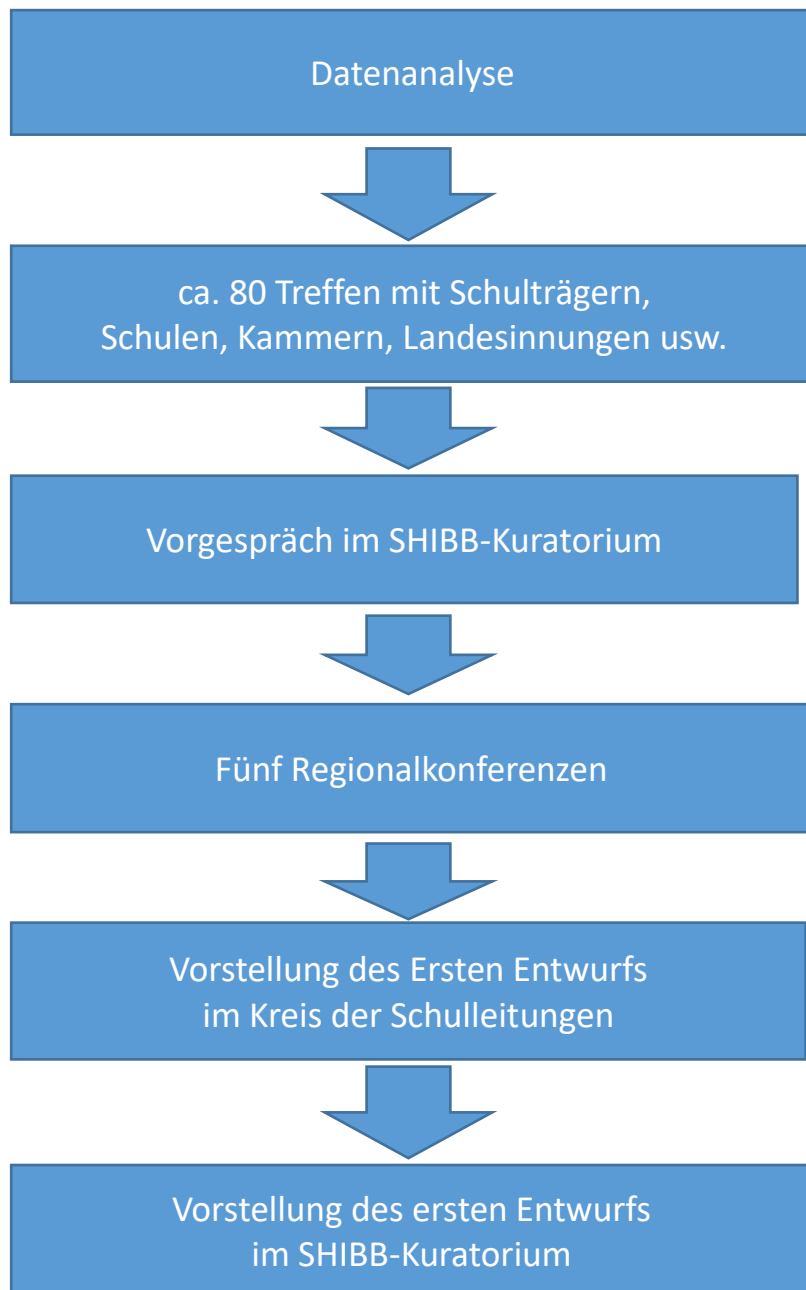 Datenanalyse
ca. 80 Treffen mit Schulträgern,
Schulen, Kammern, Landesinnungen usw.
Vorgespräch im SHIBB-Kuratorium
Fünf Regionalkonferenzen
Vorstellung des Ersten Entwurfs
im Kreis der Schulleitungen
Vorstellung des ersten Entwurfs
im SHIBB-Kuratorium